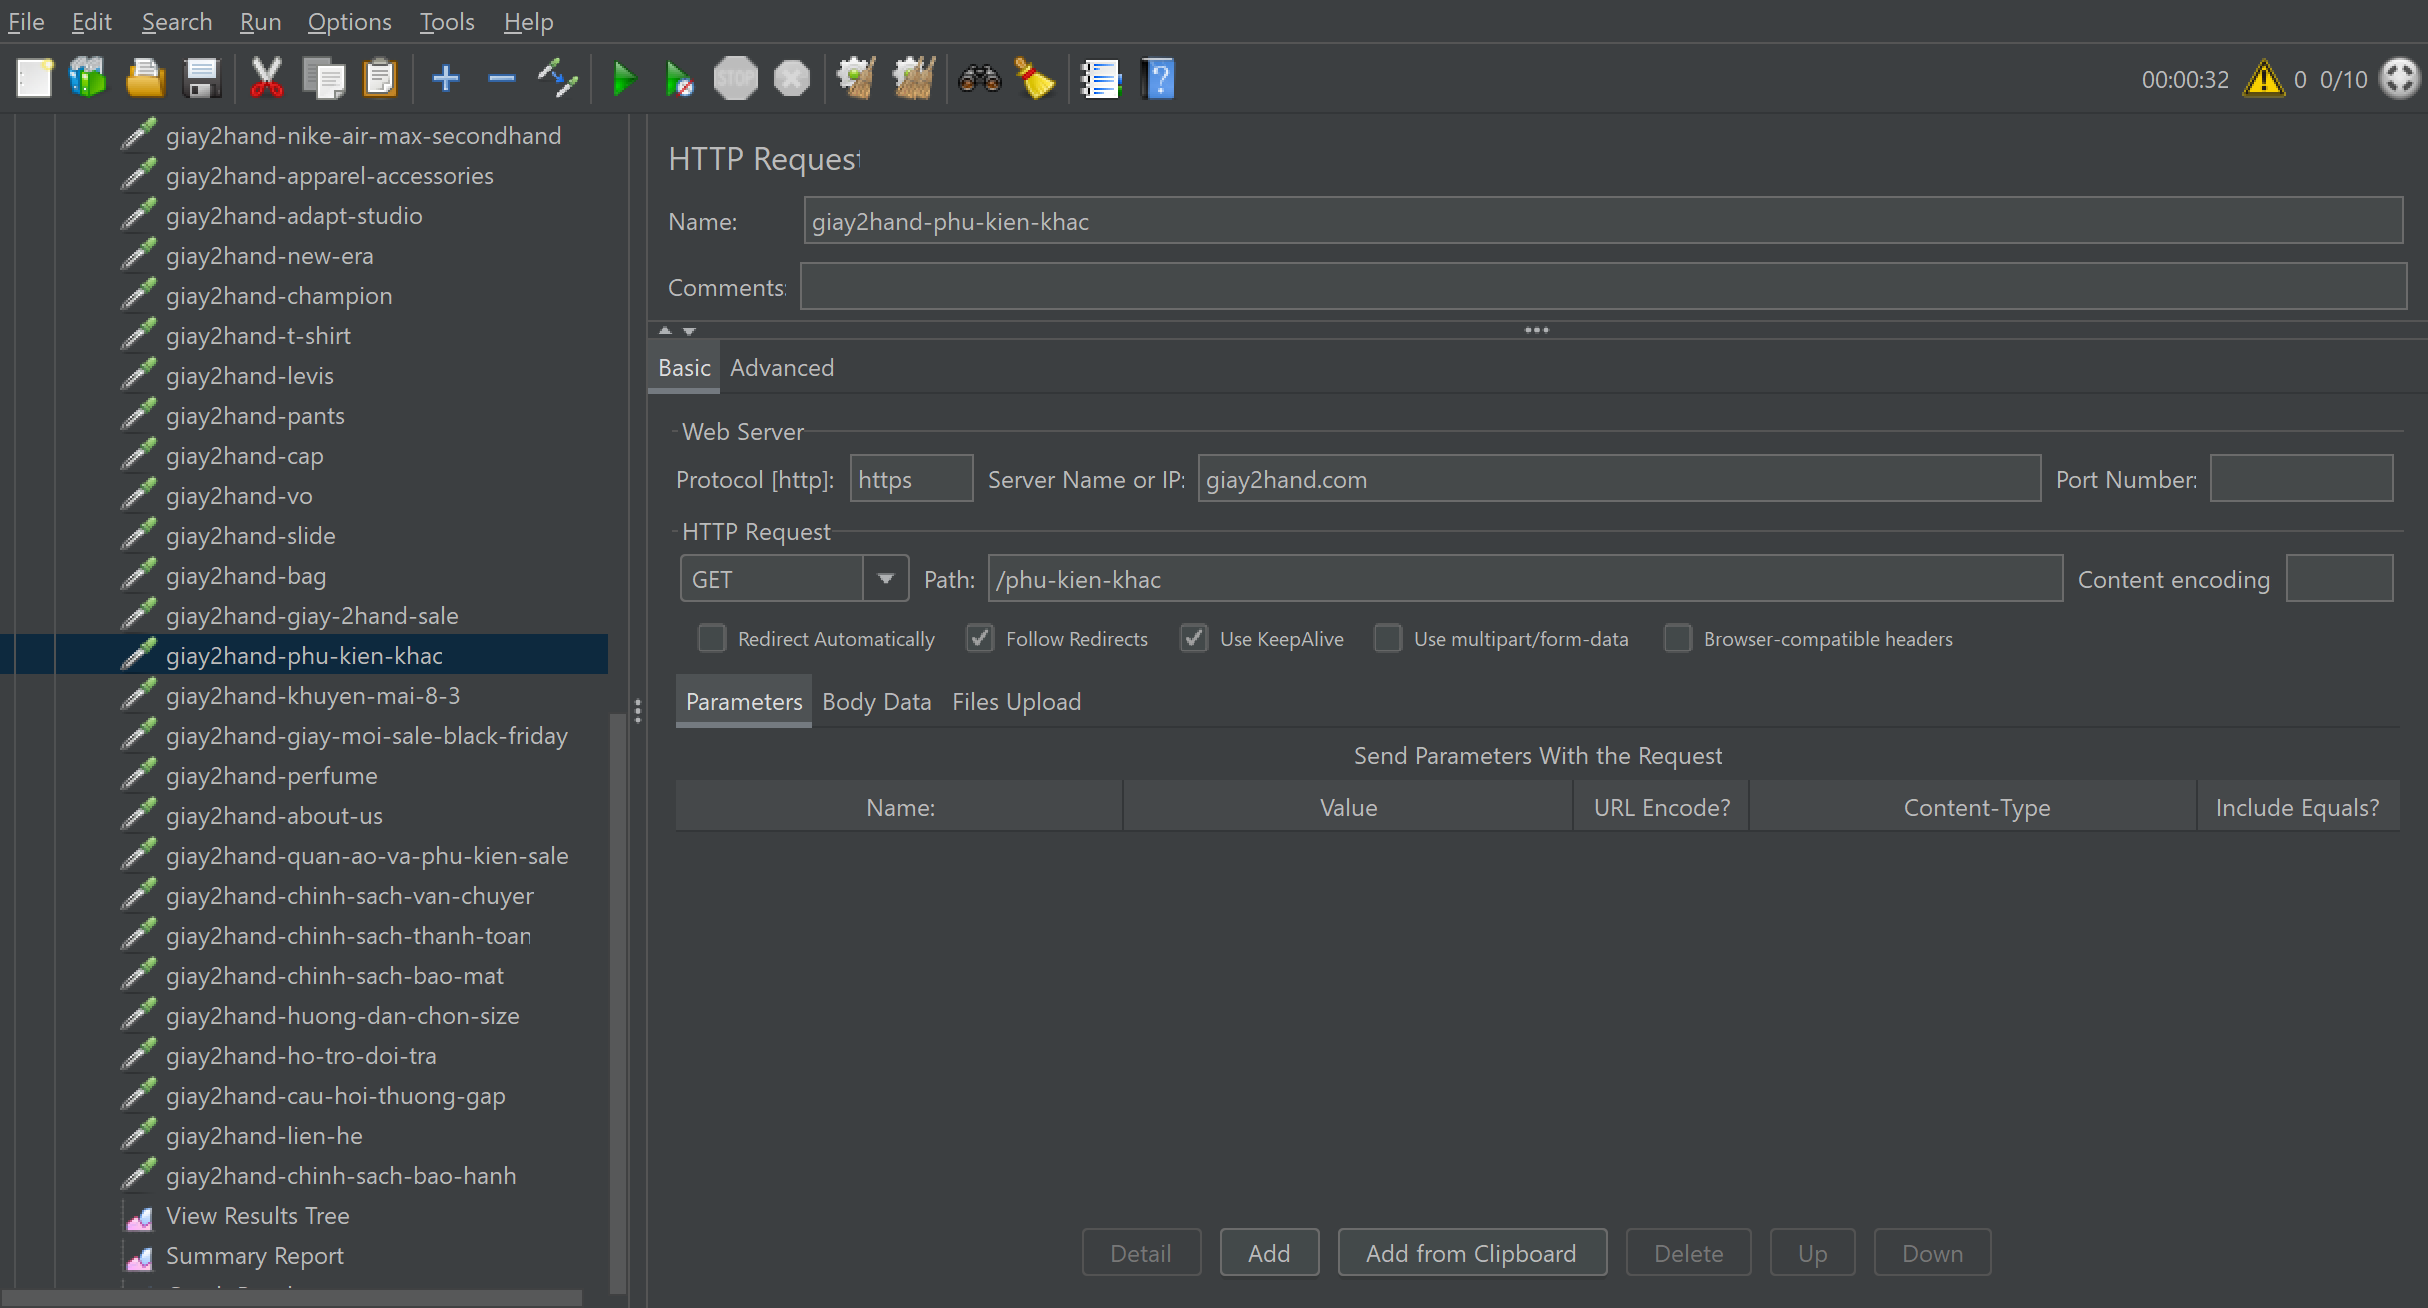 File Edit Search Run Options Tools Help
STOP
00:00:32 0 0/10
giay2hand-nike-air-max-secondhand
giay2hand-apparel-accessories
giay2hand-adapt-studio
giay2hand-new-era
giay2hand-champion
giay2hand-t-shirt
giay2hand-levis
giay2hand-pants
giay2hand-cap
giay2hand-vo
giay2hand-slide
giay2hand-bag
giay2hand-giay-2hand-sale
giay2hand-phu-kien-khac
giay2hand-khuyen-mai-8-3
giay2hand-giay-moi-sale-black-friday
giay2hand-perfume
giay2hand-about-us
giay2hand-quan-ao-va-phu-kien-sale
giay2hand-chinh-sach-van-chuyer
giay2hand-chinh-sach-thanh-toan
giay2hand-chinh-sach-bao-mat
giay2hand-huong-dan-chon-size
giay2hand-ho-tro-doi-tra
giay2hand-cau-hoi-thuong-gap
giay2hand-lien-he
giay2hand-chinh-sach-bao-hanh
View Results Tree
Summary Report
HTTP Request
Name: giay2hand-phu-kien-khac
Comments:
Basic Advanced
Web Server
Protocol [http]: https Server Name or IP: giay2hand.com Port Number:
HTTP Request
GET Path: /phu-kien-khac Content encoding
Redirect Automatically Follow Redirects Use KeepAlive Use multipart/form-data Browser-compatible headers
Parameters Body Data Files Upload
Send Parameters With the Request
Name: Value URL Encode? Content-Type Include Equals?
Detail Add Add from Clipboard Delete Up Down